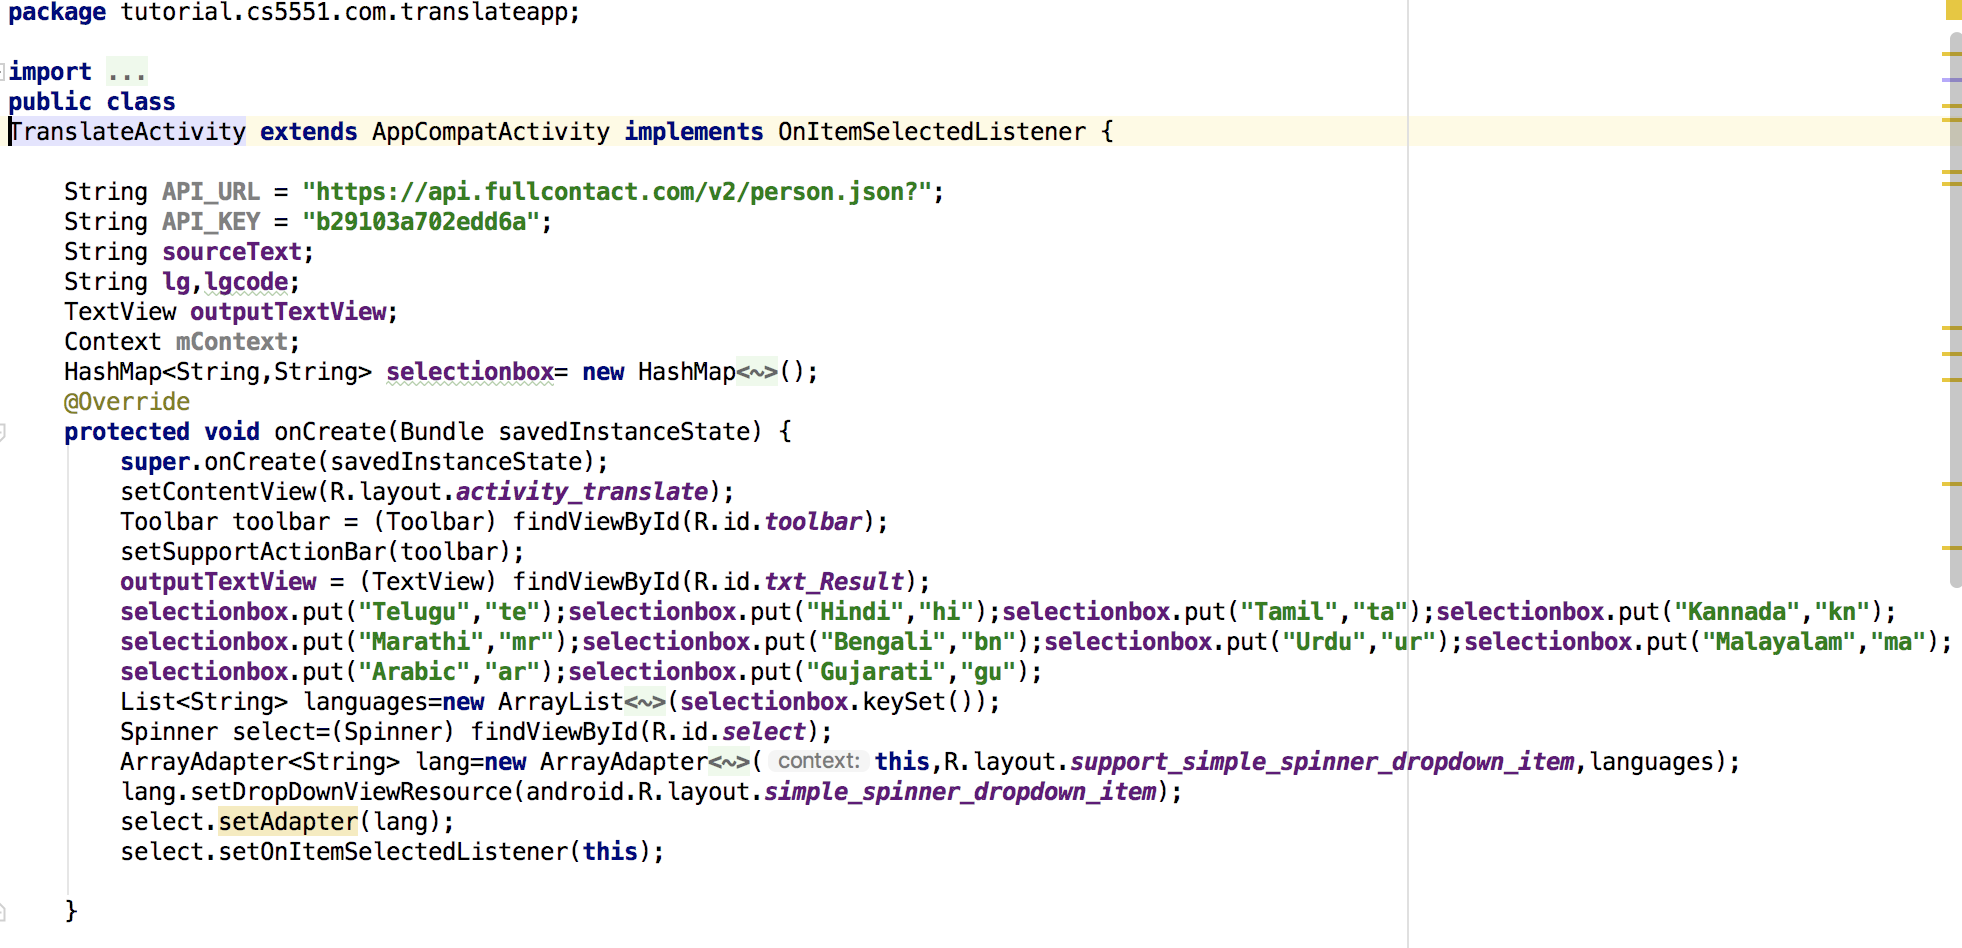 package tutorial.cs5551.com.translateapp;
import ...
public class
TranslateActivity extends AppCompatActivity implements OnItemSelectedListener {
String API_URL = "https://api.fullcontact.com/v2/person.json?";
String API_KEY = "b29103a702edd6a";
String sourceText;
String lg,lgcode;
TextView outputTextView;
Context mContext;
HashMap<String,String> selectionbox= new HashMap<~>();
@Override
protected void onCreate(Bundle savedInstanceState) {
super.onCreate(savedInstanceState);
setContentView(R.layout.activity_translate);
Toolbar toolbar = (Toolbar) findViewById(R.id.toolbar);
setSupportActionBar(toolbar);
outputTextView = (TextView) findViewById(R.id.txt_Result);
selectionbox.put("Telugu","te");selectionbox.put("Hindi","hi");selectionbox.put("Tamil","ta");selectionbox.put("Kannada","kn");
selectionbox.put("Marathi","mr");selectionbox.put("Bengali","bn");selectionbox.put("Urdu","ur");selectionbox.put("Malayalam","ma");
selectionbox.put("Arabic","ar");selectionbox.put("Gujarati","gu");
List<String> languages=new ArrayList<~>(selectionbox.keySet());
Spinner select=(Spinner) findViewById(R.id.select);
ArrayAdapter<String> lang=new ArrayAdapter<~>( context: this,R.layout.support_simple_spinner_dropdown_item,languages);
lang.setDropDownViewResource(android.R.layout.simple_spinner_dropdown_item);
select.setAdapter(lang);
select.setOnItemSelectedListener(this);
}